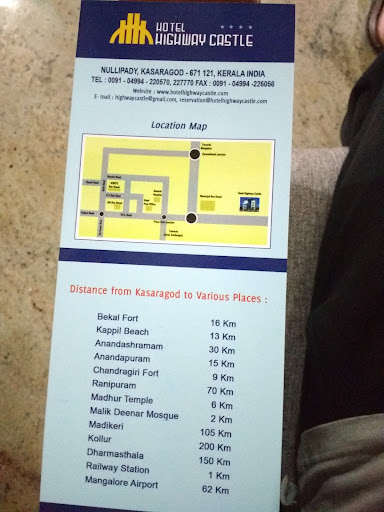 HOTEL
HIGHWAY CASTLE
NULLIPADY, KASARAGOD - 671 121, KERALA INDIA
TEL : 0091 - 04994 - 220570, 227770 FAX : 0091 - 04994 -226056
Website : www.hotelhighwaycastle.com
E- mail : highwaycastle@gmail.com, reservation@hotelhighwaycastle.com
Location Map
Distance from Kasaragod to Various Places :
Bekal Fort 16 Km
Kappil Beach 13 Km
Anandashramam 30 Km
Anandapuram 15 Km
Chandragiri Fort 9 Km
Ranipuram 70 Km
Madhur Temple 6 Km
Malik Deenar Mosque 2 Km
Madikeri 105 Km
Kollur 200 Km
Dharmasthala 150 Km
Railway Station 1 Km
Mangalore Airport 62 Km